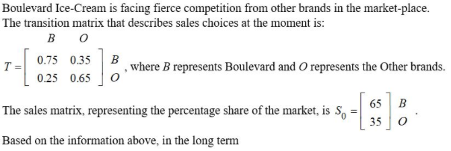 Boulevard Ice-Cream is facing fierce competition from other brands in the market-place.
The transition matrix that describes sales choices at the moment is:
B O
T = [ 0.75 0.35 ] B
[ 0.25 0.65 ] O , where B represents Boulevard and O represents the Other brands.
The sales matrix, representing the percentage share of the market, is S₀ = [ 65 ] B
[ 35 ] O .
Based on the information above, in the long term